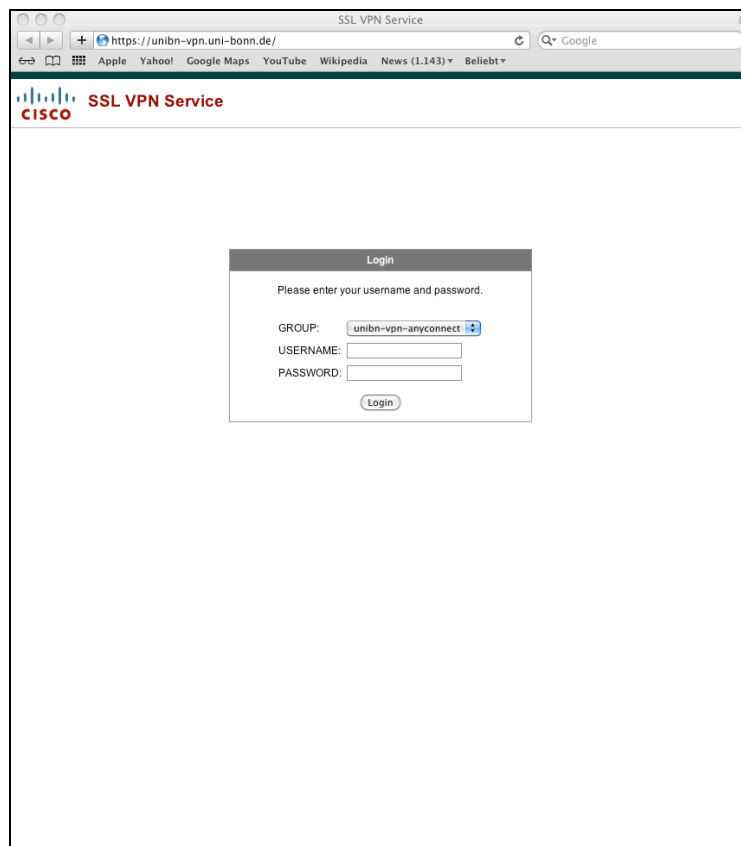 SSL VPN Service
https://unibn-vpn.uni-bonn.de/
Google
Apple Yahoo! Google Maps YouTube Wikipedia News (1.143) Beliebt
CISCO SSL VPN Service
Login
Please enter your username and password.
GROUP: unibn-vpn-anyconnect
USERNAME:
PASSWORD:
Login